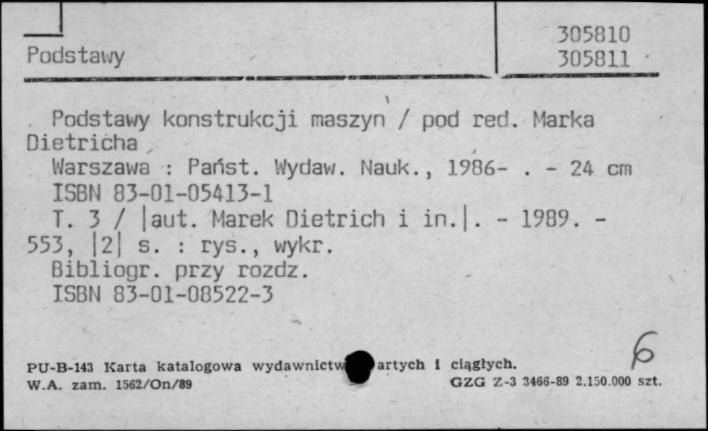 305810
Podstawy 305811
Podstawy konstrukcji maszyn / pod red. Marka
Dietricha
Warszawa : Państ. Wydaw. Nauk., 1986- . - 24 cm
ISBN 83-01-05413-1
T. 3 / |aut. Marek Dietrich i in.|. - 1989. -
553, |2| s. : rys., wykr.
Bibliogr. przy rozdz.
ISBN 83-01-08522-3
6
PU-B-143 Karta katalogowa wydawnictw artych i ciągłych.
W.A. zam. 1562/On/89 GZG Z-3 3466-89 2.150.000 szt.